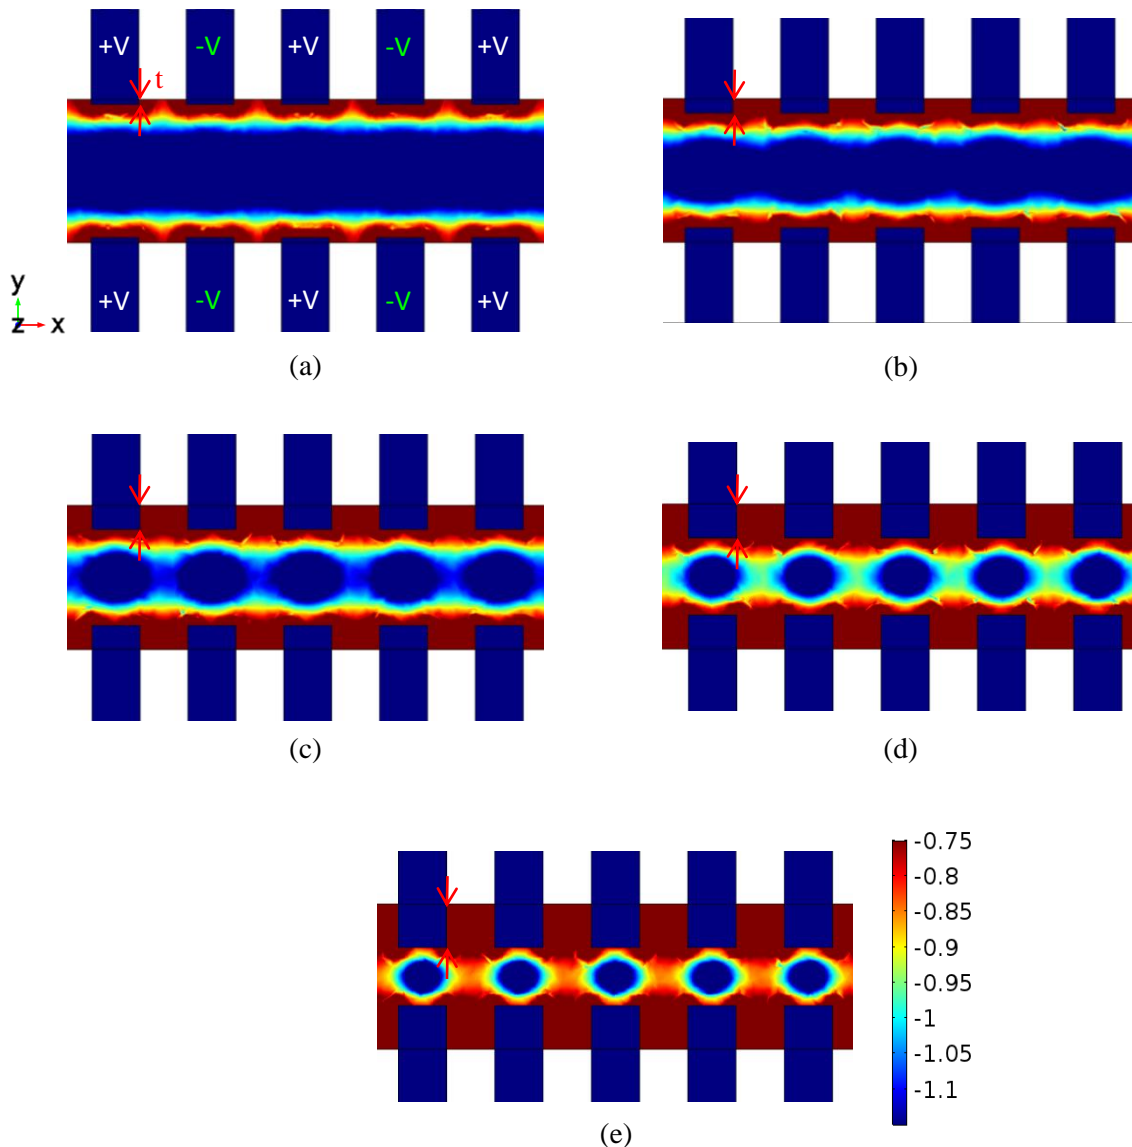 +V -V +V -V +V
t
+V -V +V -V +V
y
z x
(a) (b)
(c) (d)
-0.75
-0.8
-0.85
-0.9
-0.95
-1
-1.05
-1.1
(e)